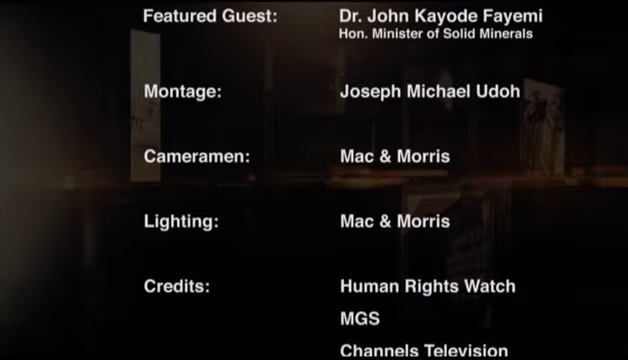 Featured Guest: Dr. John Kayode Fayemi
Hon. Minister of Solid Minerals
Montage: Joseph Michael Udoh
Cameramen: Mac & Morris
Lighting: Mac & Morris
Credits: Human Rights Watch
MGS
Channels Television